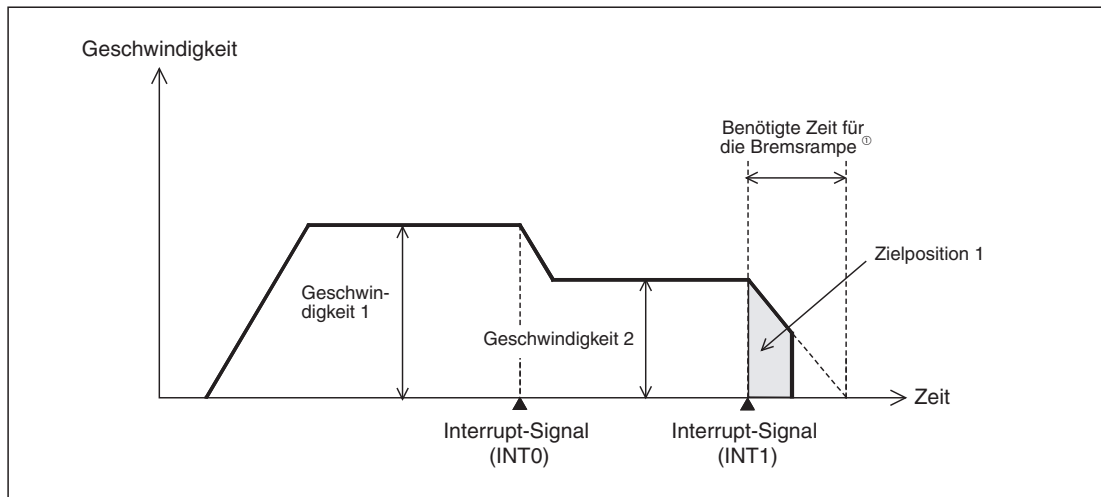 Geschwindigkeit
Benötigte Zeit für
die Bremsrampe ①
Zielposition 1
Geschwin-
digkeit 1
Geschwindigkeit 2
Zeit
Interrupt-Signal
(INT0)
Interrupt-Signal
(INT1)